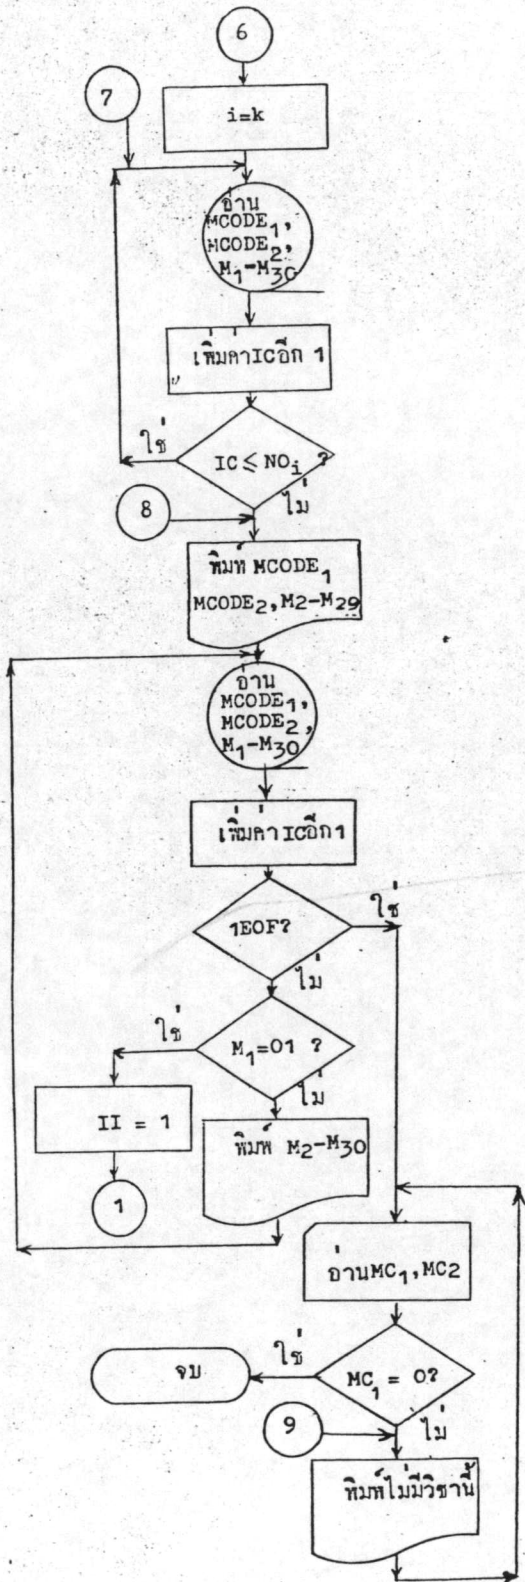 6
7
i=k
อ่าน
MCODE1,
MCODE2,
M1-M30
เพิ่มค่าICอีก 1
ใช่
IC ≤ NOi ?
ไม่
8
พิมพ์ MCODE1
MCODE2, M2-M29
อ่าน
MCODE1,
MCODE2,
M1-M30
เพิ่มค่าICอีก1
1EOF?
ใช่
ไม่
ใช่
M1=01 ?
ไม่
II = 1
พิมพ์ M2-M30
1
อ่านMC1,MC2
ใช่
จบ
MC1 = 0?
9
ไม่
พิมพ์ไม่มีวิชานี้